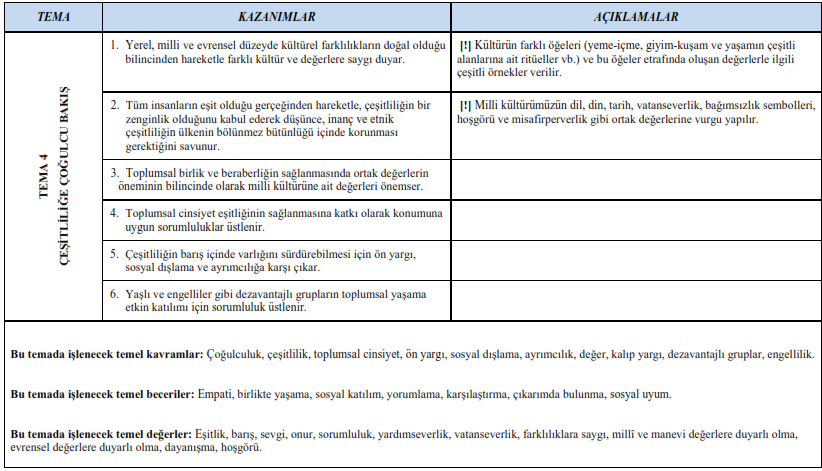 TEMA
KAZANIMLAR
AÇIKLAMALAR
TEMA 4
ÇEŞİTLİLİĞE ÇOĞULCU BAKIŞ
1. Yerel, milli ve evrensel düzeyde kültürel farklılıkların doğal olduğu
bilincinden hareketle farklı kültür ve değerlere saygı duyar.
[!] Kültürün farklı öğeleri (yeme-içme, giyim-kuşam ve yaşamın çeşitli
alanlarına ait ritüeller vb.) ve bu öğeler etrafında oluşan değerlerle ilgili
çeşitli örnekler verilir.
2. Tüm insanların eşit olduğu gerçeğinden hareketle, çeşitliliğin bir
zenginlik olduğunu kabul ederek düşünce, inanç ve etnik
çeşitliliğin ülkenin bölünmez bütünlüğü içinde korunması
gerektiğini savunur.
[!] Milli kültürümüzün dil, din, tarih, vatanseverlik, bağımsızlık sembolleri,
hoşgörü ve misafirperverlik gibi ortak değerlerine vurgu yapılır.
3. Toplumsal birlik ve beraberliğin sağlanmasında ortak değerlerin
öneminin bilincinde olarak milli kültürüne ait değerleri önemser.
4. Toplumsal cinsiyet eşitliğinin sağlanmasına katkı olarak konumuna
uygun sorumluluklar üstlenir.
5. Çeşitliliğin barış içinde varlığını sürdürebilmesi için ön yargı,
sosyal dışlama ve ayrımcılığa karşı çıkar.
6. Yaşlı ve engelliler gibi dezavantajlı grupların toplumsal yaşama
etkin katılımı için sorumluluk üstlenir.
Bu temada işlenecek temel kavramlar: Çoğulculuk, çeşitlilik, toplumsal cinsiyet, ön yargı, sosyal dışlama, ayrımcılık, değer, kalıp yargı, dezavantajlı gruplar, engellilik.
Bu temada işlenecek temel beceriler: Empati, birlikte yaşama, sosyal katılım, yorumlama, karşılaştırma, çıkarımda bulunma, sosyal uyum.
Bu temada işlenecek temel değerler: Eşitlik, barış, sevgi, onur, sorumluluk, yardımseverlik, vatanseverlik, farklılıklara saygı, millî ve manevi değerlere duyarlı olma,
evrensel değerlere duyarlı olma, dayanışma, hoşgörü.